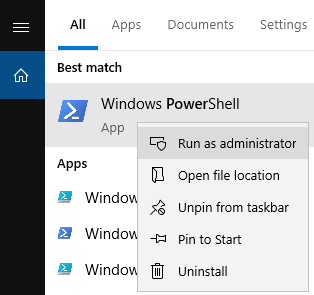 All Apps Documents Settings
Best match
Windows PowerShell
App
Run as administrator
Apps
Open file location
Window
Unpin from taskbar
Window
Pin to Start
Window
Uninstall